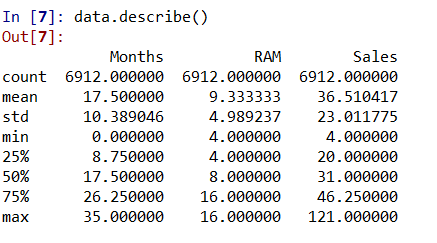 In [7]: data.describe()
Out[7]:
Months RAM Sales
count 6912.000000 6912.000000 6912.000000
mean 17.500000 9.333333 36.510417
std 10.389046 4.989237 23.011775
min 0.000000 4.000000 4.000000
25% 8.750000 4.000000 20.000000
50% 17.500000 8.000000 31.000000
75% 26.250000 16.000000 46.250000
max 35.000000 16.000000 121.000000